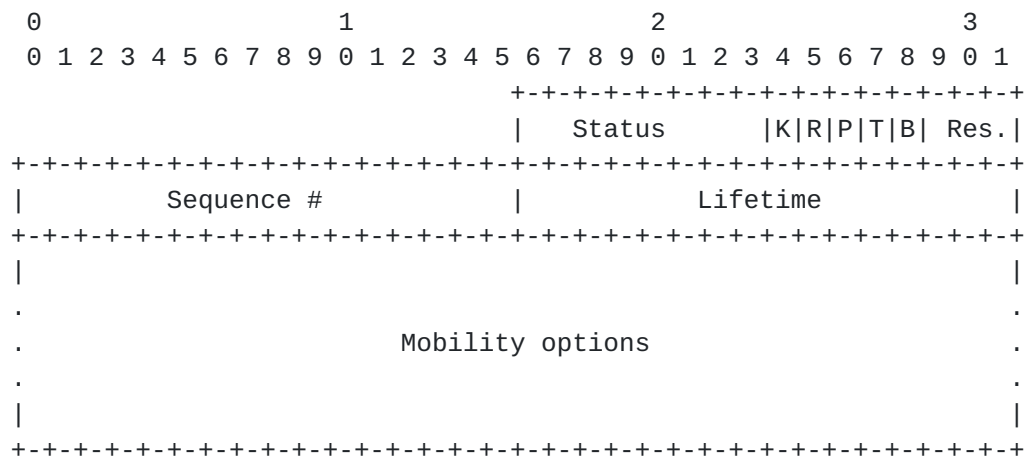 0                   1                   2                   3
 0 1 2 3 4 5 6 7 8 9 0 1 2 3 4 5 6 7 8 9 0 1 2 3 4 5 6 7 8 9 0 1
                                +-+-+-+-+-+-+-+-+-+-+-+-+-+-+-+-+
                                |   Status      |K|R|P|T|B| Res.|
+-+-+-+-+-+-+-+-+-+-+-+-+-+-+-+-+-+-+-+-+-+-+-+-+-+-+-+-+-+-+-+-+
|         Sequence #            |           Lifetime            |
+-+-+-+-+-+-+-+-+-+-+-+-+-+-+-+-+-+-+-+-+-+-+-+-+-+-+-+-+-+-+-+-+
|                                                               |
.                                                               .
.                        Mobility options                       .
.                                                               .
|                                                               |
+-+-+-+-+-+-+-+-+-+-+-+-+-+-+-+-+-+-+-+-+-+-+-+-+-+-+-+-+-+-+-+-+